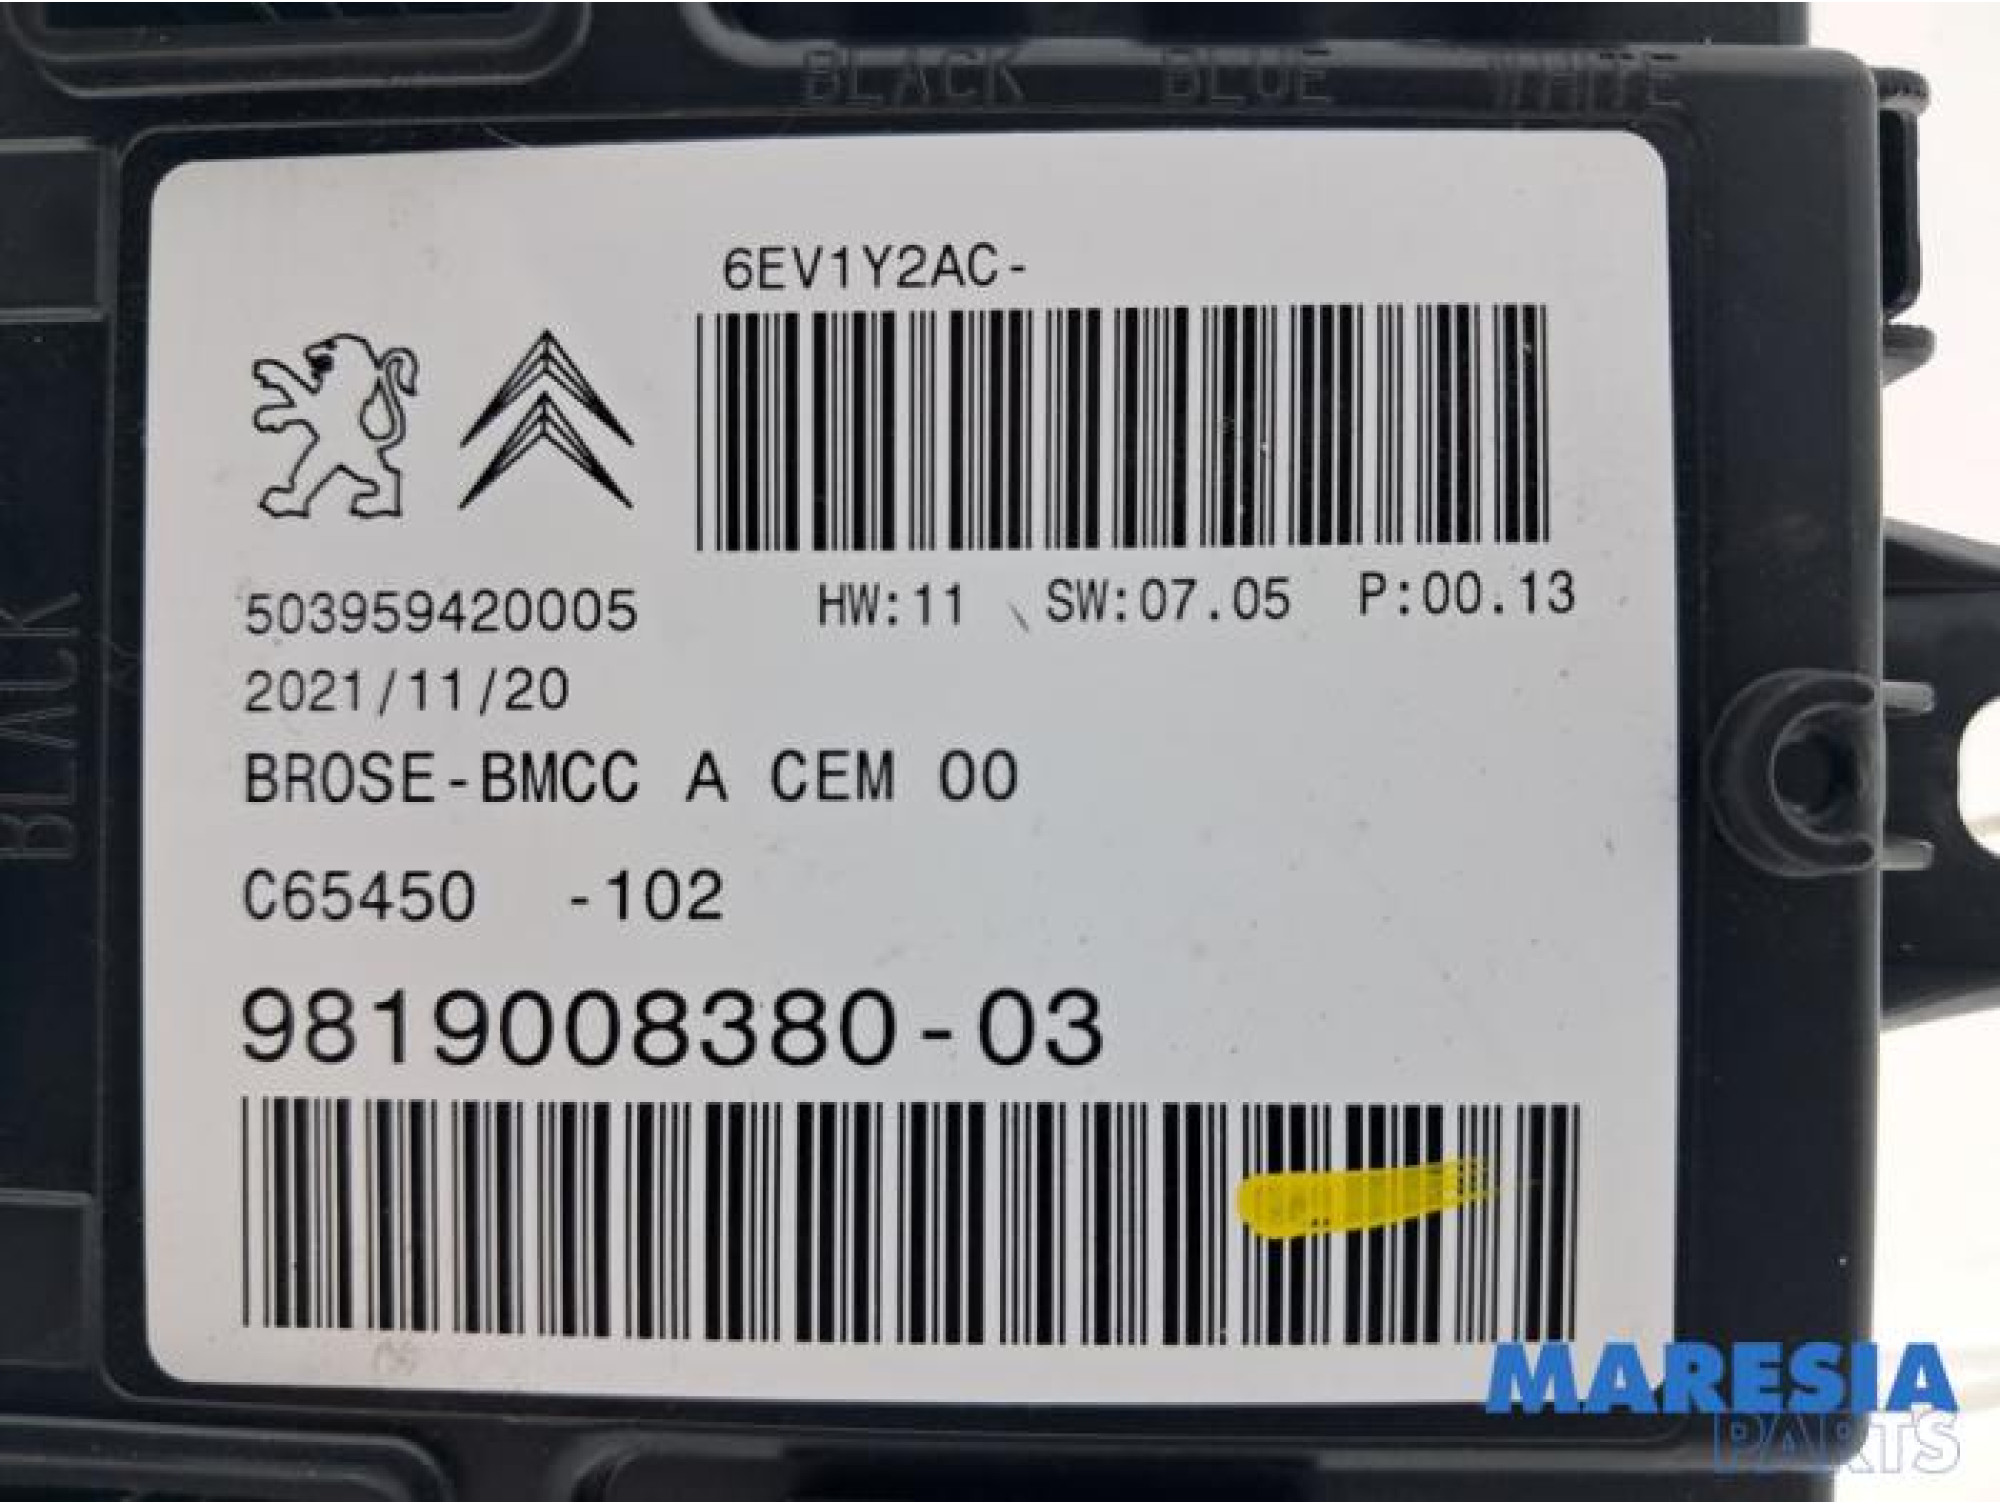 BLACK BLUE WHITE
6EV1Y2AC-
503959420005 HW:11 SW:07.05 P:00.13
2021/11/20
BROSE-BMCC A CEM 00
C65450 -102
9819008380-03
BLACK
MARESIA
PARTS